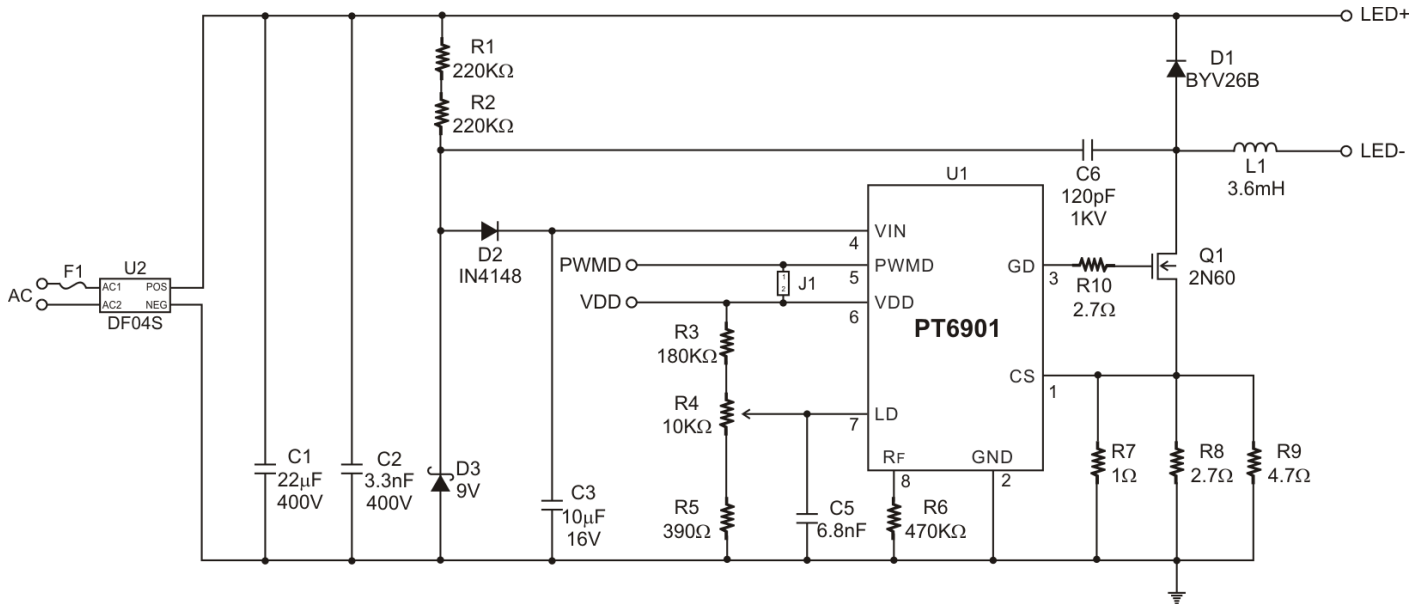 LED+
R1
220KΩ
D1
BYV26B
R2
220KΩ
LED-
C6
120pF
1KV
L1
3.6mH
U1
VIN
4
D2
IN4148
PWMD
PWMD
5
J1
1
2
VDD
VDD
6
GD
3
R10
2.7Ω
Q1
2N60
F1
U2
AC
AC1
POS
AC2
NEG
DF04S
PT6901
R3
180KΩ
CS
1
R4
10KΩ
LD
7
C1
22μF
400V
C2
3.3nF
400V
D3
9V
C3
10μF
16V
RF
8
GND
2
R5
390Ω
C5
6.8nF
R6
470KΩ
R7
1Ω
R8
2.7Ω
R9
4.7Ω